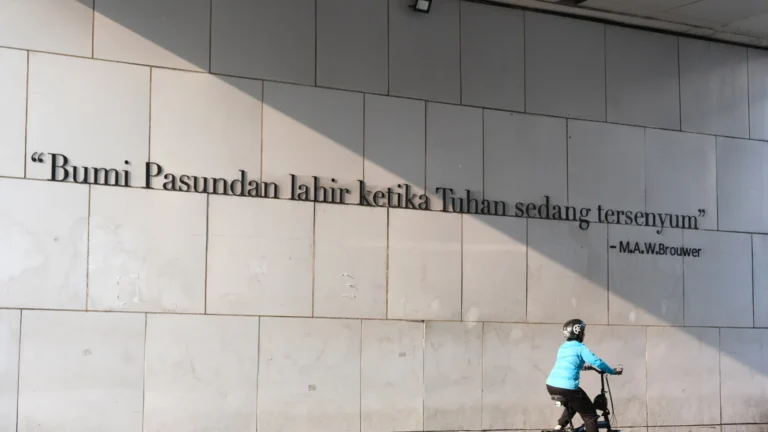 “Bumi Pasundan lahir ketika Tuhan sedang tersenyum”
- M.A.W.Brouwer